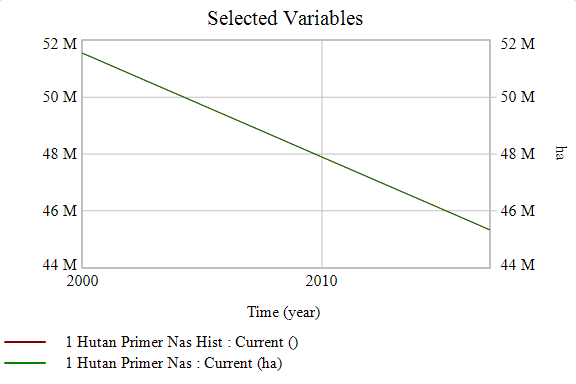 Selected Variables
52 M 52 M
50 M 50 M
48 M 48 M
46 M 46 M
44 M 44 M
ha
2000 2010
Time (year)
1 Hutan Primer Nas Hist : Current ()
1 Hutan Primer Nas : Current (ha)